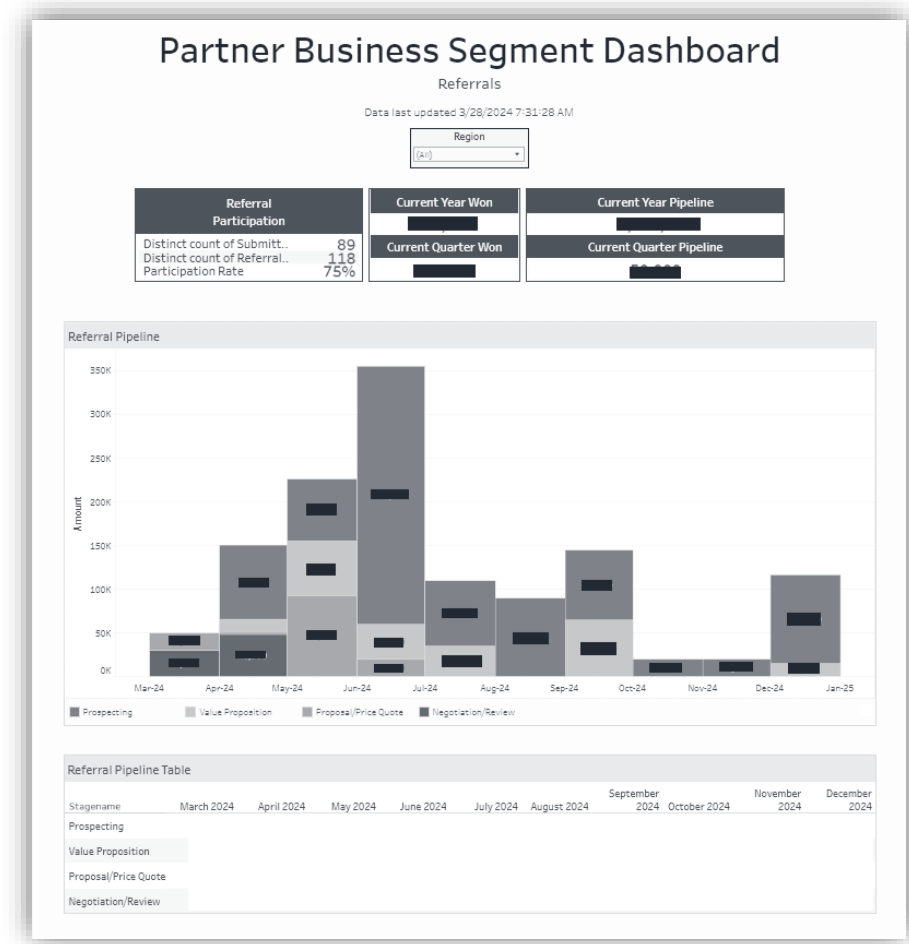 Partner Business Segment Dashboard
Referrals
Data last updated 3/28/2024 7:31:28 AM
Region
(All)
Referral
Participation
Distinct count of Submitt.. 89
Distinct count of Referral.. 118
Participation Rate 75%
Current Year Won
Current Quarter Won
Current Year Pipeline
Current Quarter Pipeline
Referral Pipeline
350K
300K
250K
200K
150K
100K
50K
0K
Amount
Mar-24 Apr-24 May-24 Jun-24 Jul-24 Aug-24 Sep-24 Oct-24 Nov-24 Dec-24 Jan-25
Prospecting Value Proposition Proposal/Price Quote Negotiation/Review
Referral Pipeline Table
Stagename March 2024 April 2024 May 2024 June 2024 July 2024 August 2024 September 2024 October 2024 November 2024 December 2024
Prospecting
Value Proposition
Proposal/Price Quote
Negotiation/Review